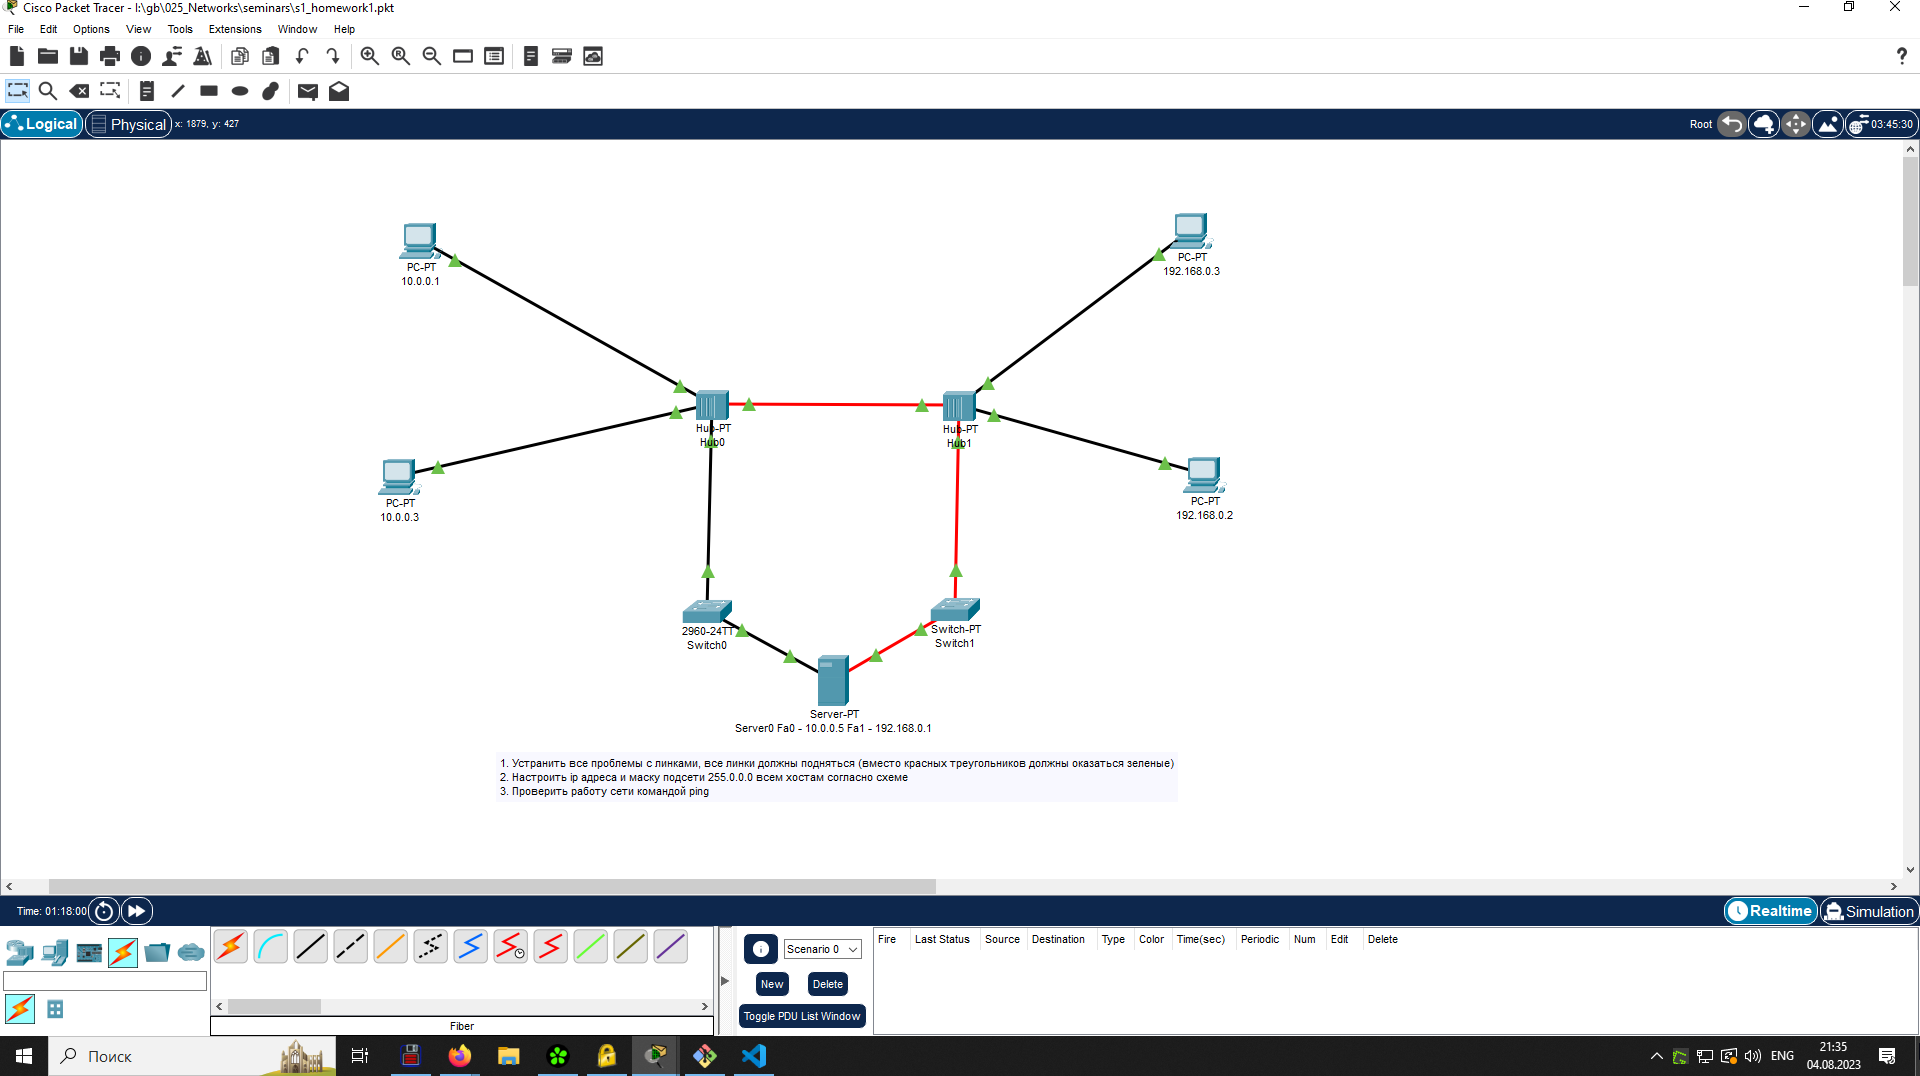 Cisco Packet Tracer - I:\gb\025_Networks\seminars\s1_homework1.pkt
File Edit Options View Tools Extensions Window Help
Logical Physical x: 1879, y: 427 Root 03:45:30
PC-PT
10.0.0.1
PC-PT
192.168.0.3
Hub-PT
Hub0
Hub-PT
Hub1
PC-PT
10.0.0.3
PC-PT
192.168.0.2
2960-24TT
Switch0
Switch-PT
Switch1
Server-PT
Server0 Fa0 - 10.0.0.5 Fa1 - 192.168.0.1
1. Устранить все проблемы с линками, все линки должны подняться (вместо красных треугольников должны оказаться зеленые)
2. Настроить ip адреса и маску подсети 255.0.0.0 всем хостам согласно схеме
3. Проверить работу сети командой ping
Time: 01:18:00 Realtime Simulation
Scenario 0
New Delete
Toggle PDU List Window
Fire Last Status Source Destination Type Color Time(sec) Periodic Num Edit Delete
Fiber
Поиск
ENG
21:35
04.08.2023